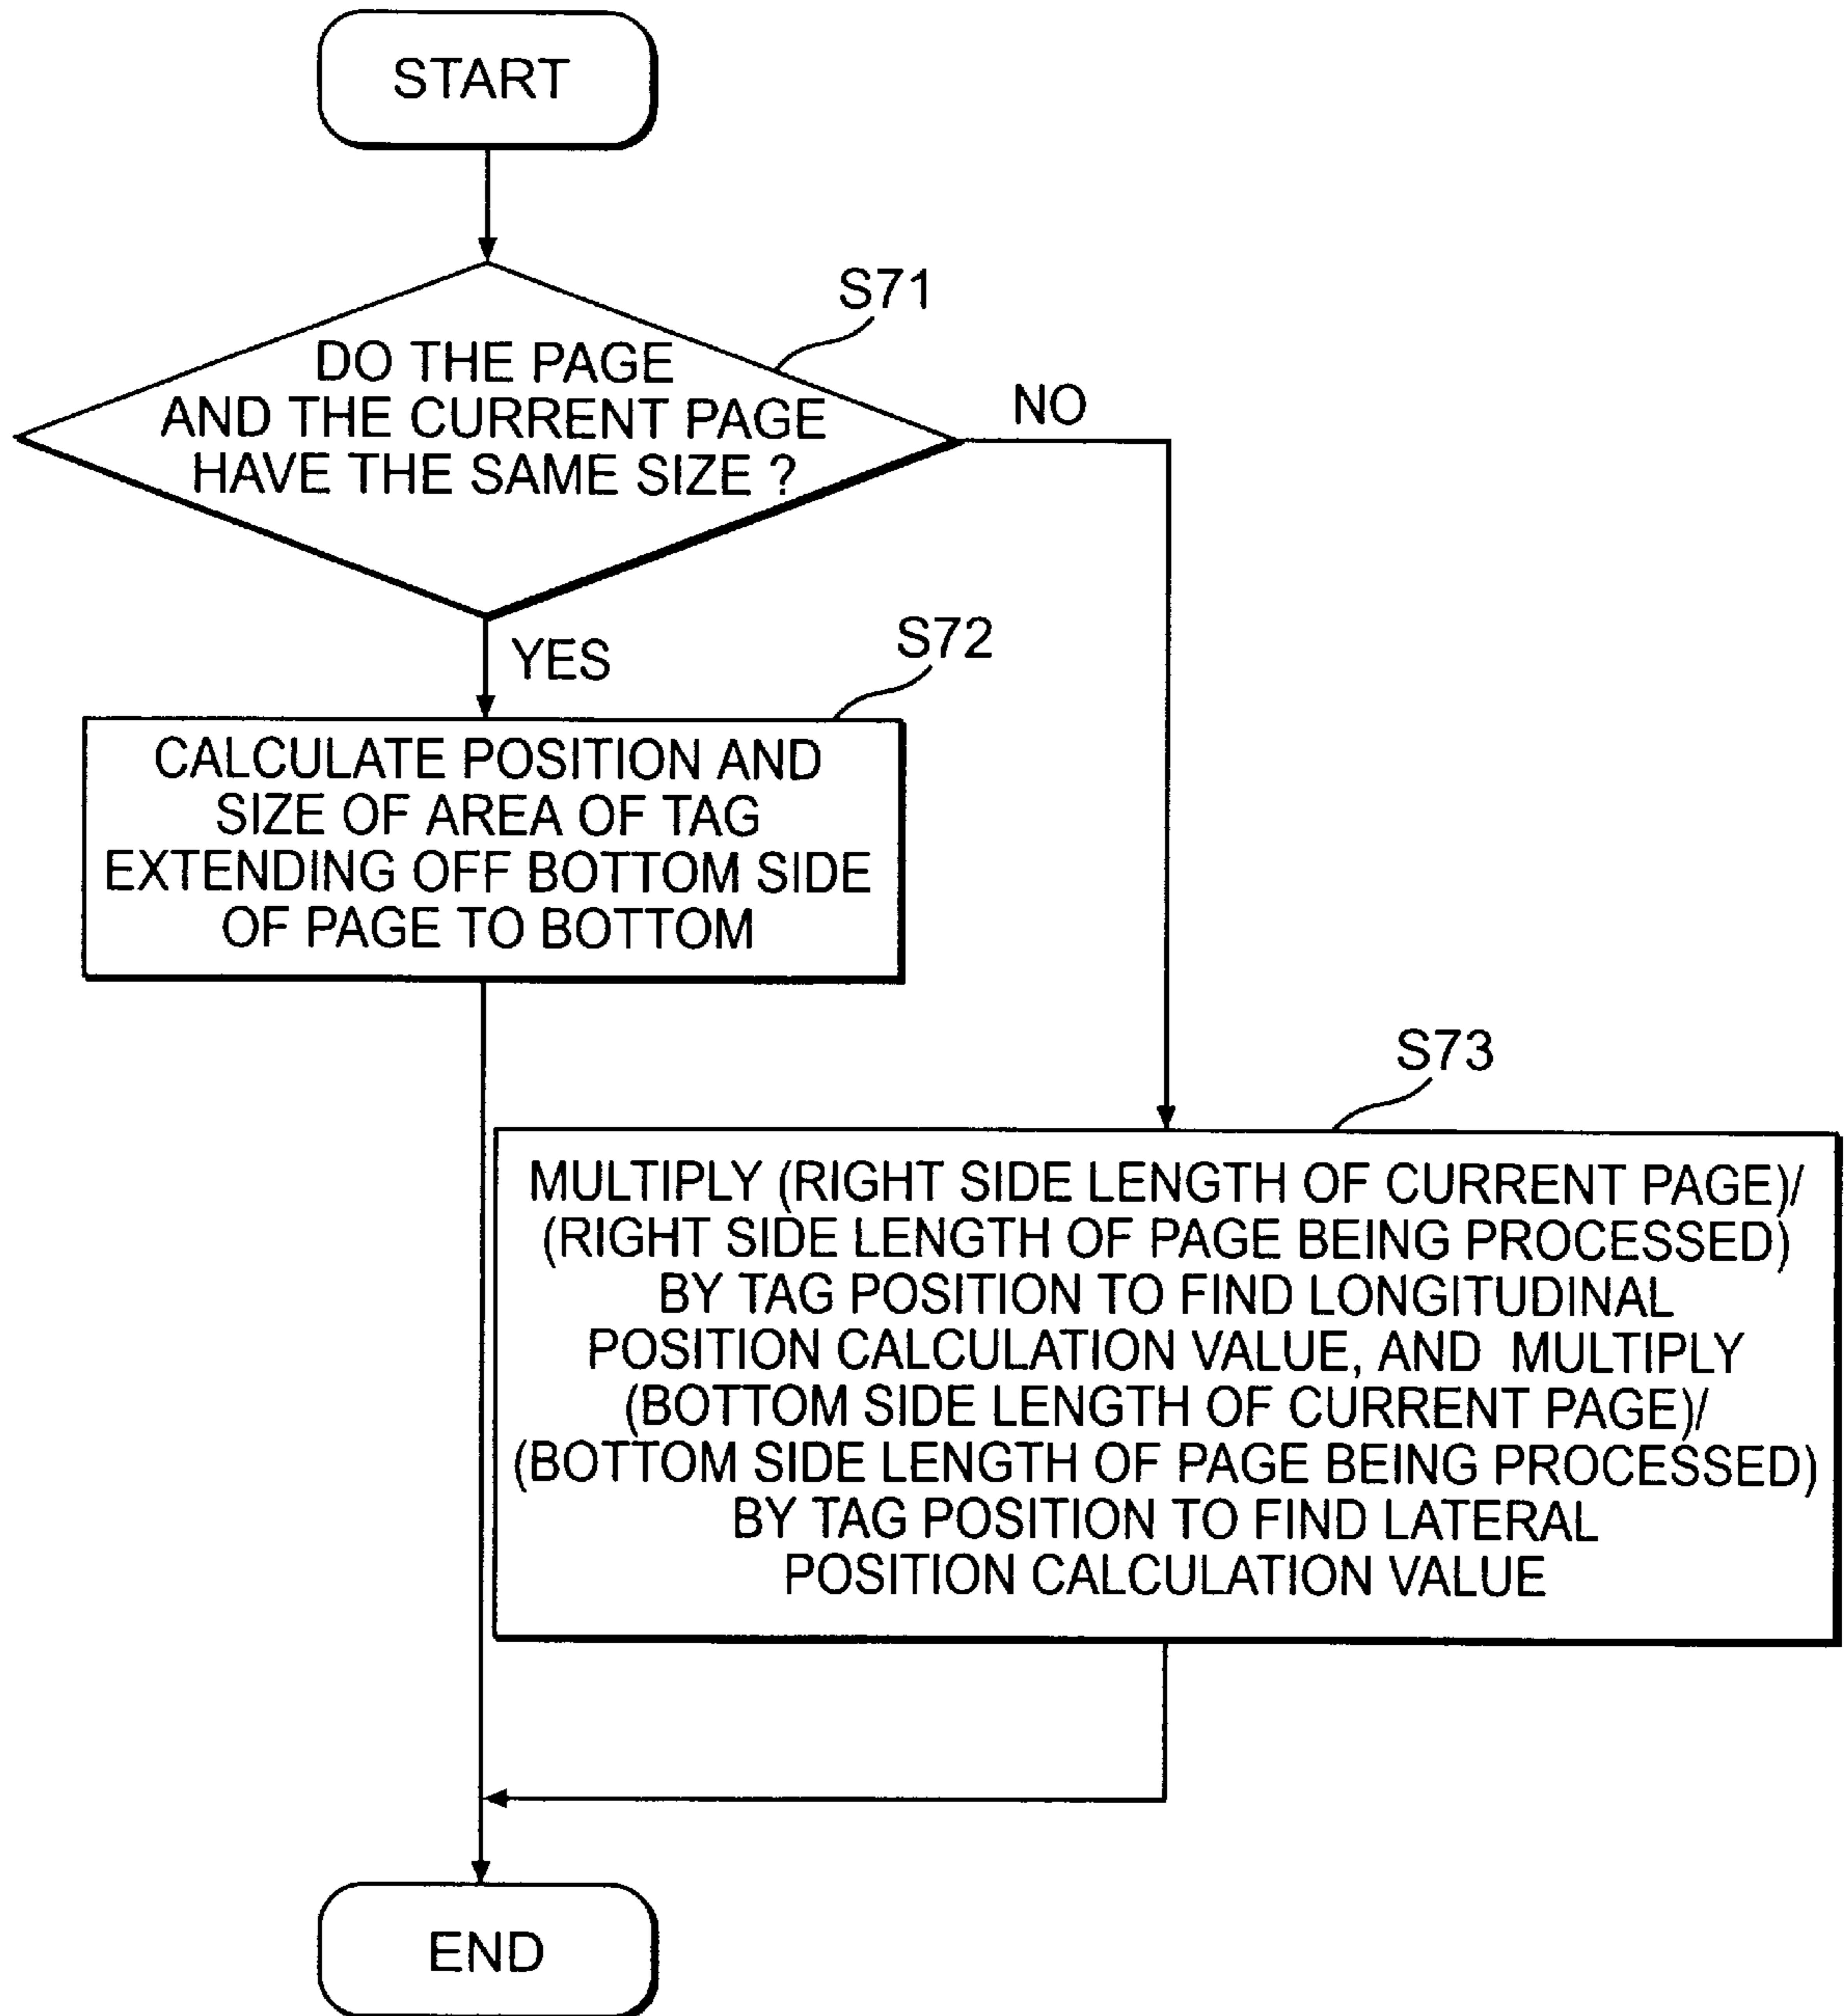 START
S71
DO THE PAGE
AND THE CURRENT PAGE
HAVE THE SAME SIZE ?
NO
YES
S72
CALCULATE POSITION AND
SIZE OF AREA OF TAG
EXTENDING OFF BOTTOM SIDE
OF PAGE TO BOTTOM
S73
MULTIPLY (RIGHT SIDE LENGTH OF CURRENT PAGE)/
(RIGHT SIDE LENGTH OF PAGE BEING PROCESSED)
BY TAG POSITION TO FIND LONGITUDINAL
POSITION CALCULATION VALUE, AND MULTIPLY
(BOTTOM SIDE LENGTH OF CURRENT PAGE)/
(BOTTOM SIDE LENGTH OF PAGE BEING PROCESSED)
BY TAG POSITION TO FIND LATERAL
POSITION CALCULATION VALUE
END